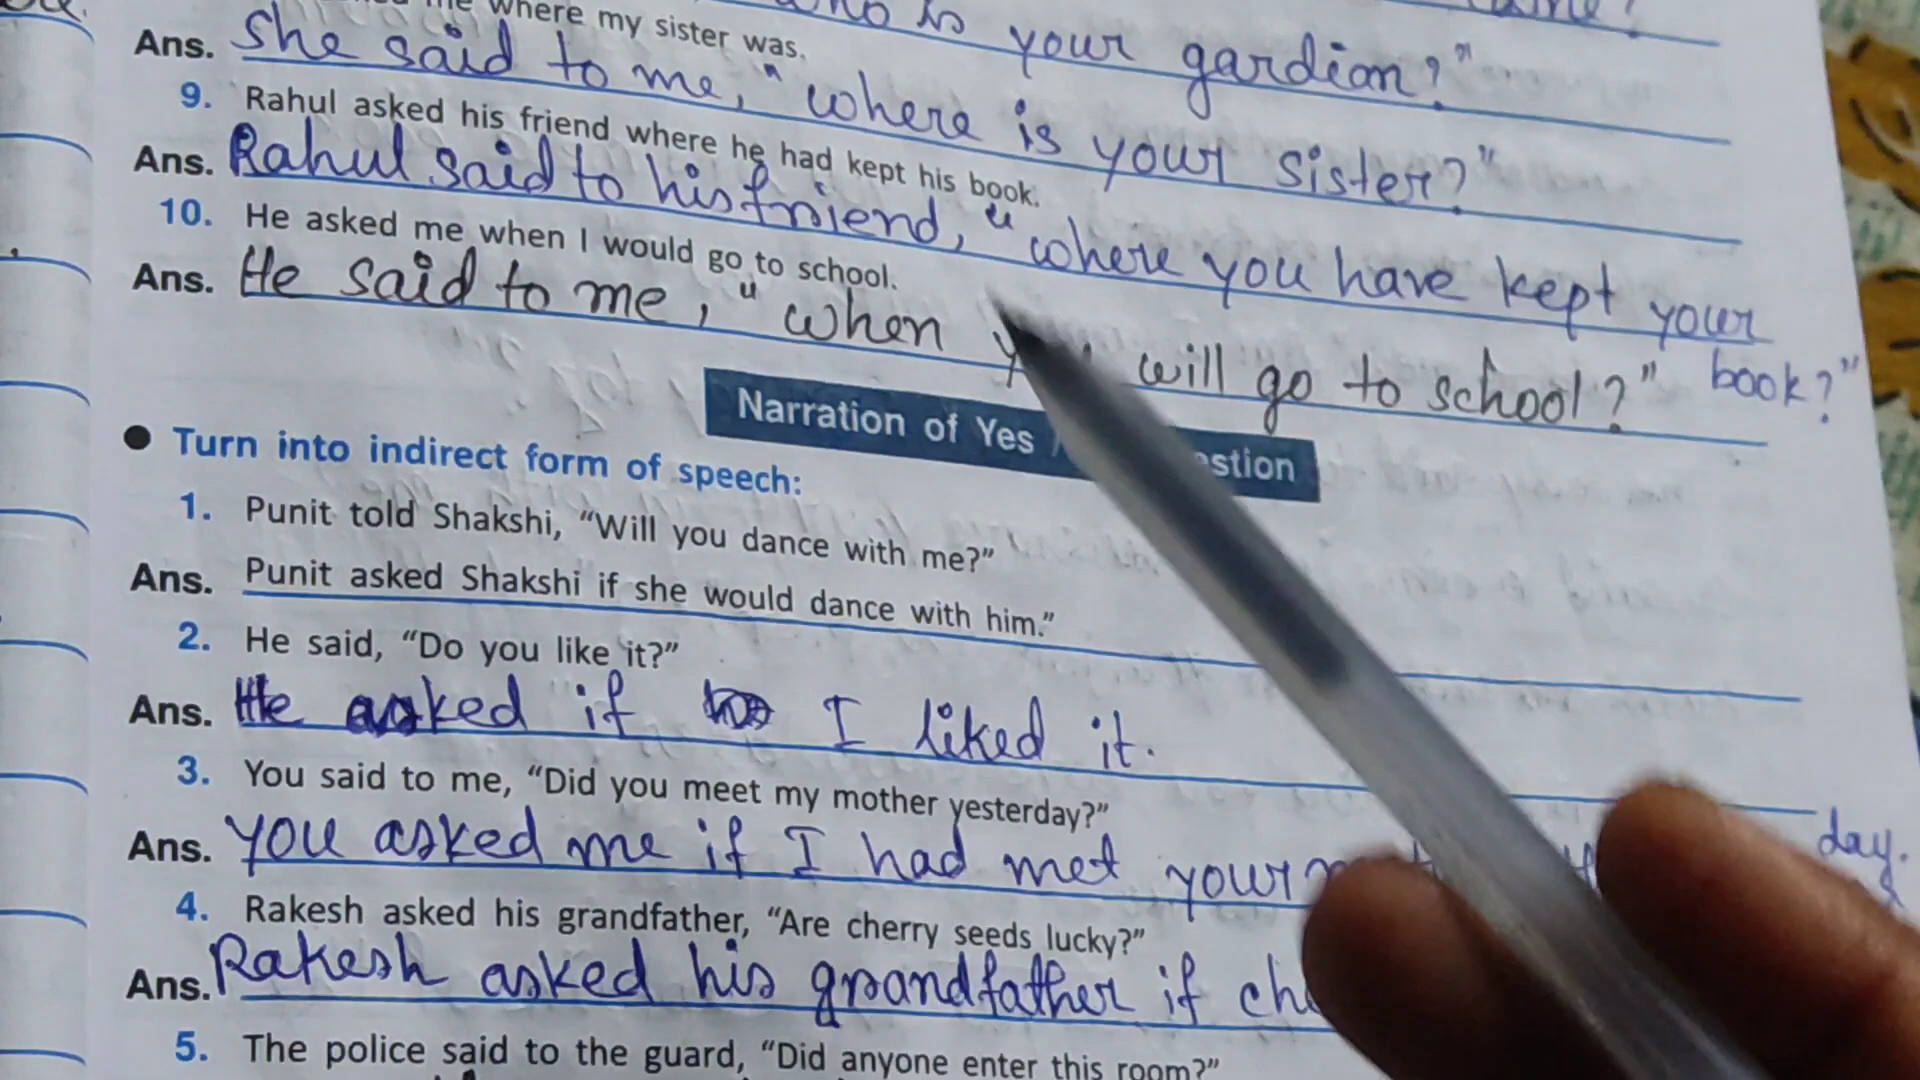 who is your gardian?"
me where my sister was.
Ans. She said to me, "where is your sister?"
9. Rahul asked his friend where he had kept his book.
Ans. Rahul said to his friend, "where you have kept your book?"
10. He asked me when I would go to school.
Ans. He said to me, "when will go to school?"
Narration of Yes
● Turn into indirect form of speech:
1. Punit told Shakshi, “Will you dance with me?”
Ans. Punit asked Shakshi if she would dance with him.”
2. He said, “Do you like it?”
Ans. He asked if I liked it.
3. You said to me, “Did you meet my mother yesterday?”
Ans. You asked me if I had met your day.
4. Rakesh asked his grandfather, “Are cherry seeds lucky?”
Ans. Rakesh asked his grandfather if
5. The police said to the guard, “Did anyone enter this room?”